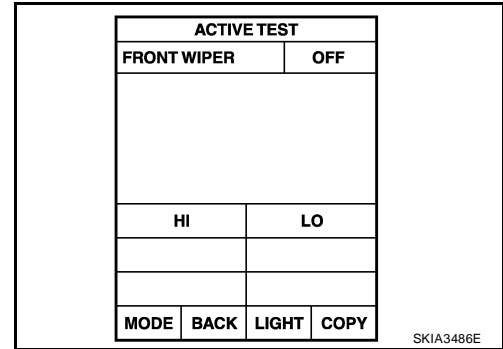 ACTIVE TEST
FRONT WIPER OFF
HI LO
MODE BACK LIGHT COPY
SKIA3486E